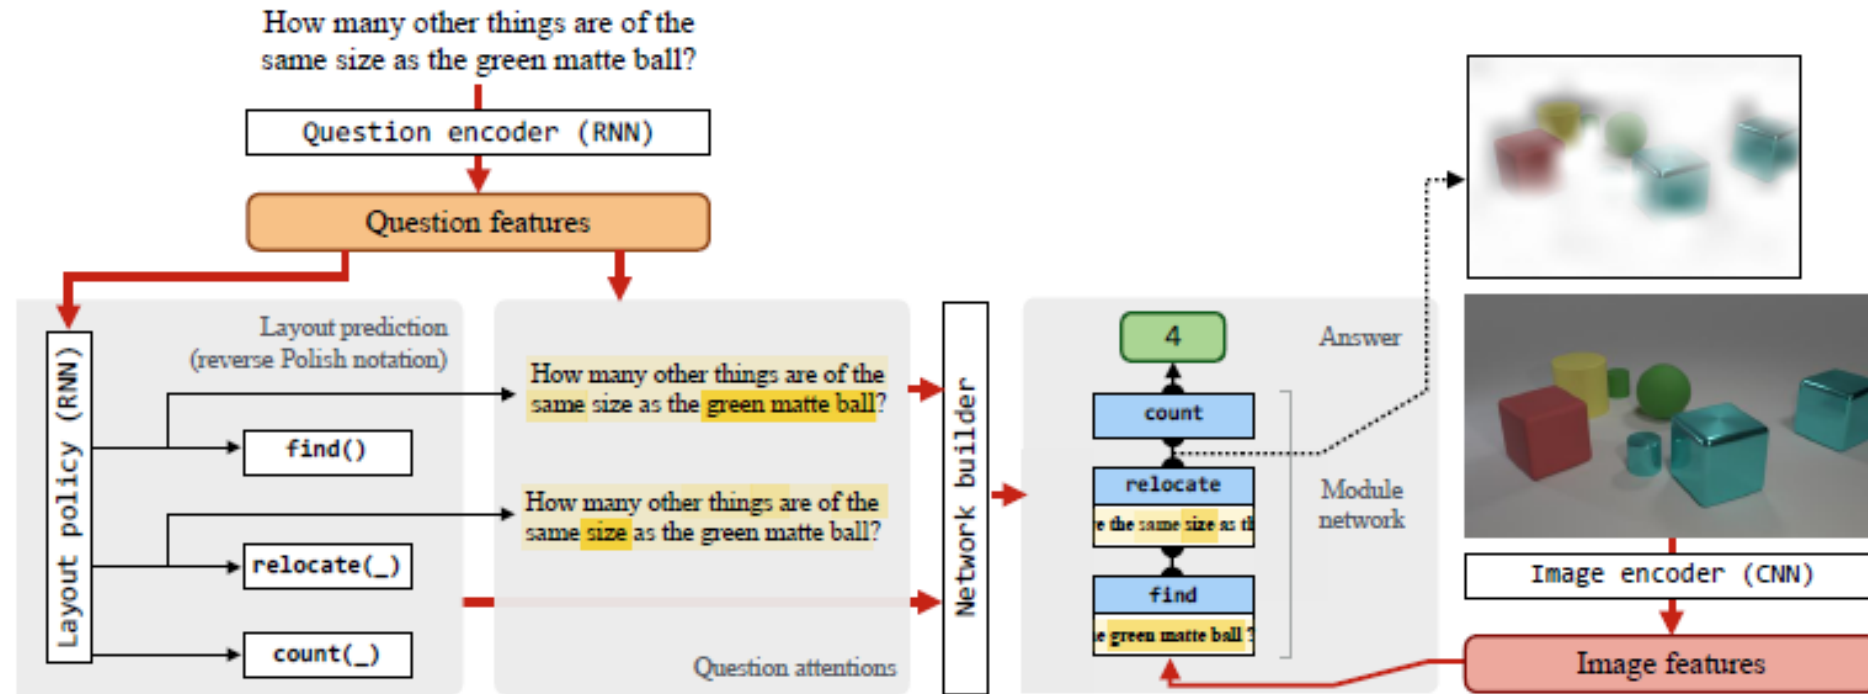 How many other things are of the
same size as the green matte ball?
Question encoder (RNN)
Question features
Layout policy (RNN)
Layout prediction
(reverse Polish notation)
find()
relocate(_)
count(_)
How many other things are of the
same size as the green matte ball?
How many other things are of the
same size as the green matte ball?
Question attentions
Network builder
4
Answer
count
relocate
the same size as
find
green matte ball ?
Module
network
Image encoder (CNN)
Image features